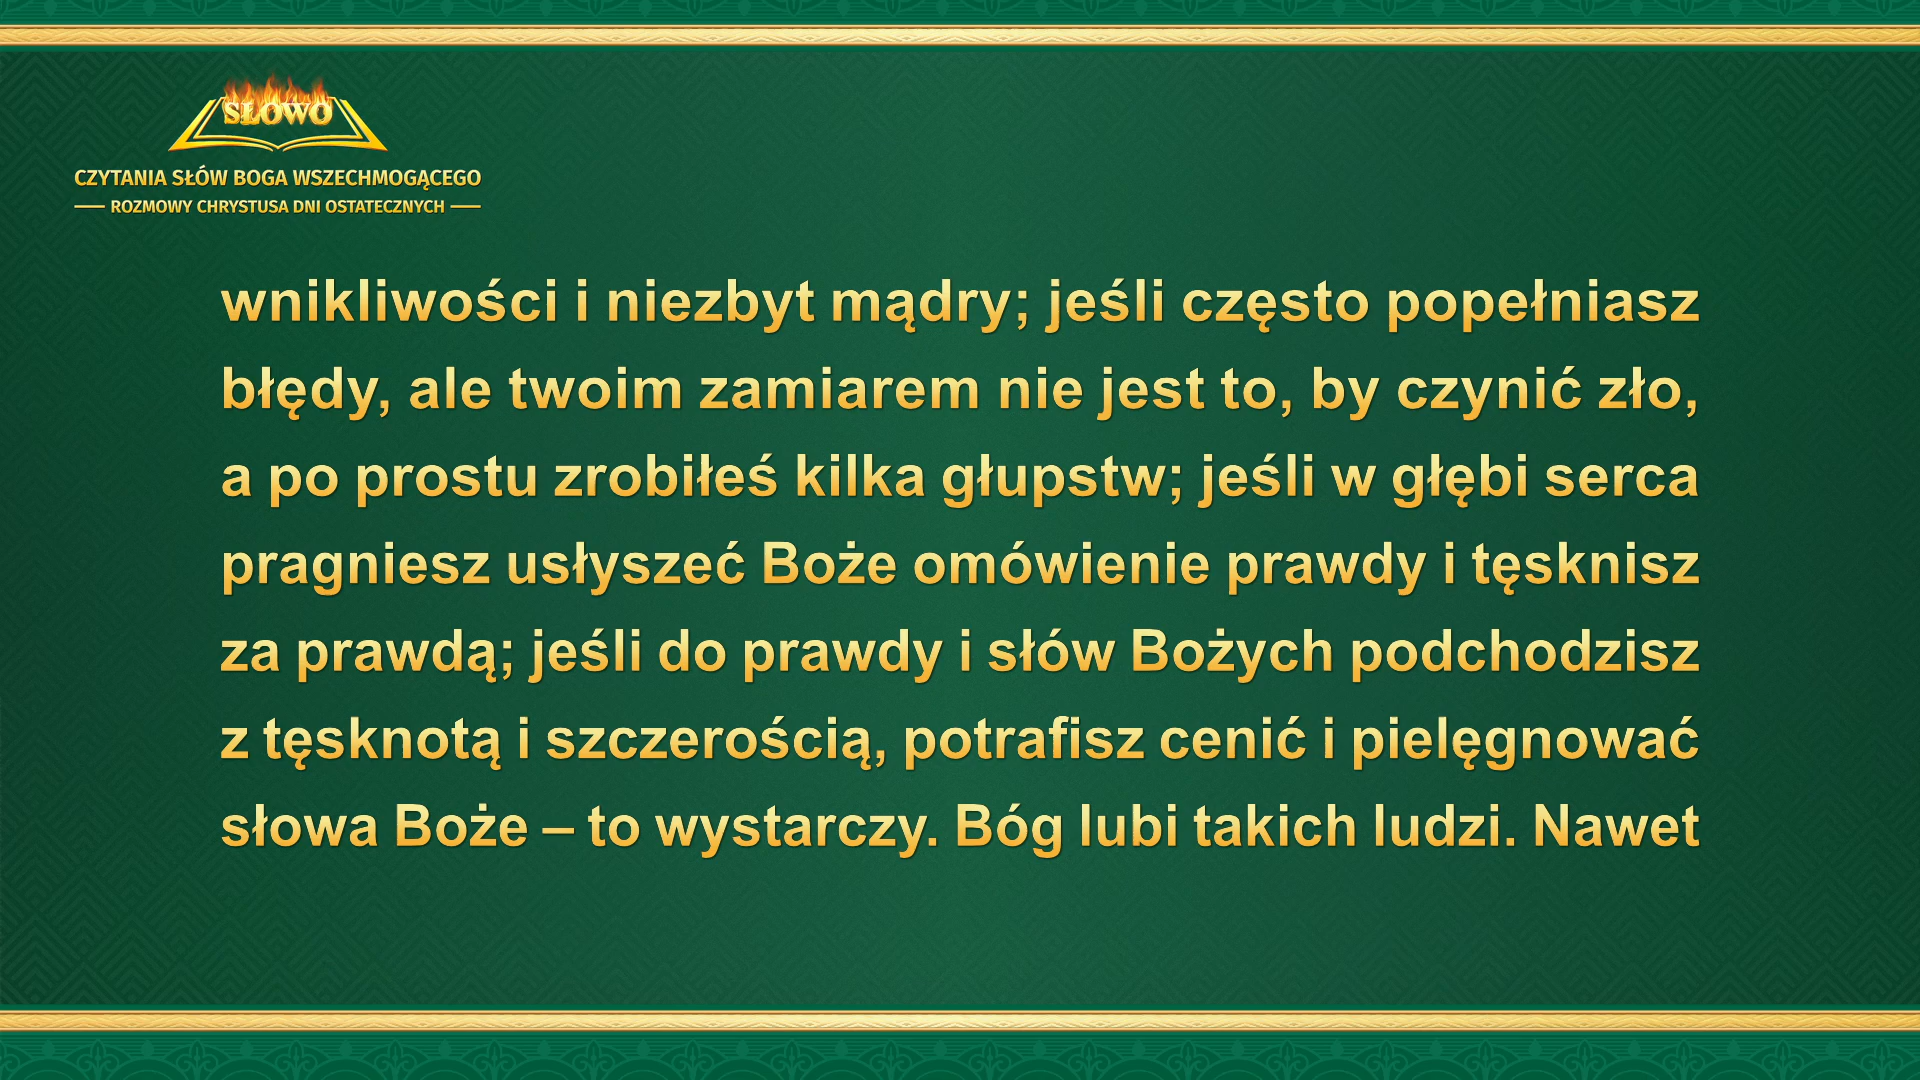 SŁOWO
CZYTANIA SŁÓW BOGA WSZECHMOGĄCEGO
ROZMOWY CHRYSTUSA DNI OSTATECZNYCH
wnikliwości i niezbyt mądry; jeśli często popełniasz
błędy, ale twoim zamiarem nie jest to, by czynić zło,
a po prostu zrobiłeś kilka głupstw; jeśli w głębi serca
pragniesz usłyszeć Boże omówienie prawdy i tęsknisz
za prawdą; jeśli do prawdy i słów Bożych podchodzisz
z tęsknotą i szczerością, potrafisz cenić i pielęgnować
słowa Boże – to wystarczy. Bóg lubi takich ludzi. Nawet